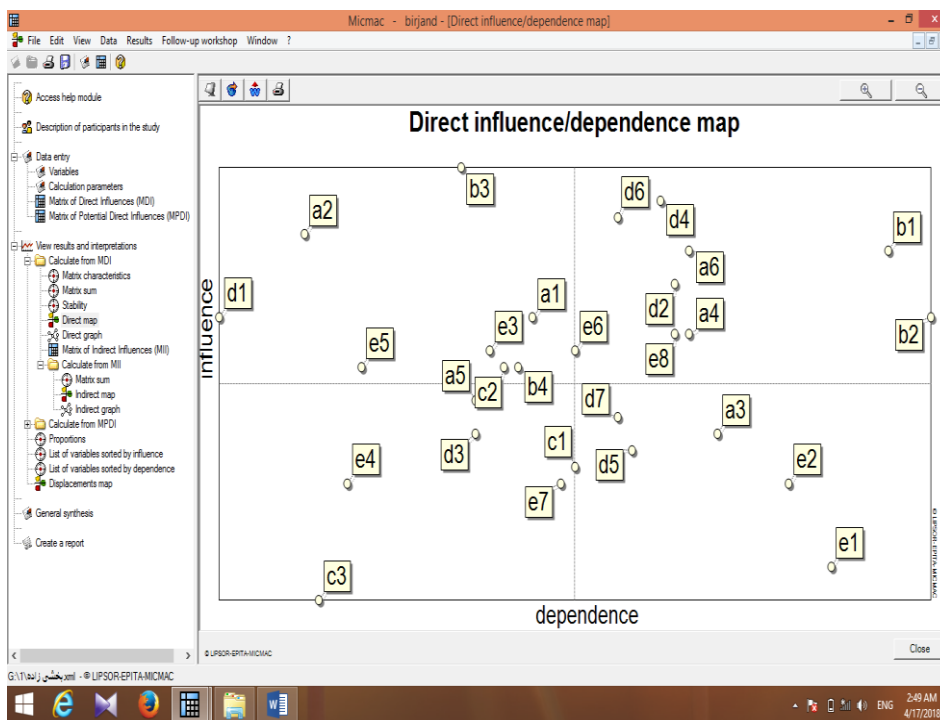 Micmac - birjand - [Direct influence/dependence map]
File Edit View Data Results Follow-up workshop Window ?
Access help module
Description of participants in the study
Data entry
Variables
Calculation parameters
Matrix of Direct Influences (MDI)
Matrix of Potential Direct Influences (MPDI)
View results and interpretations
Calculate from MDI
Matrix characteristics
Matrix sum
Stability
Direct map
Direct graph
Matrix of Indirect Influences (MII)
Calculate from MII
Matrix sum
Indirect map
Indirect graph
Calculate from MPDI
Proportions
List of variables sorted by influence
List of variables sorted by dependence
Displacements map
General synthesis
Create a report
Direct influence/dependence map
b3
d6
a2
d4
b1
a6
d1
a1
d2
a4
b2
e3
e6
e5
e8
a5
c2
b4
d7
a3
d3
c1
d5
e4
e7
e2
e1
c3
influence
dependence
© LIPSOR-EPITA-MICMAC
© LIPSOR-EPITA-MICMAC
Close
G:\1\بخشی زاده.xml - © LIPSOR-EPITA-MICMAC
ENG
2:49 AM
4/17/2018